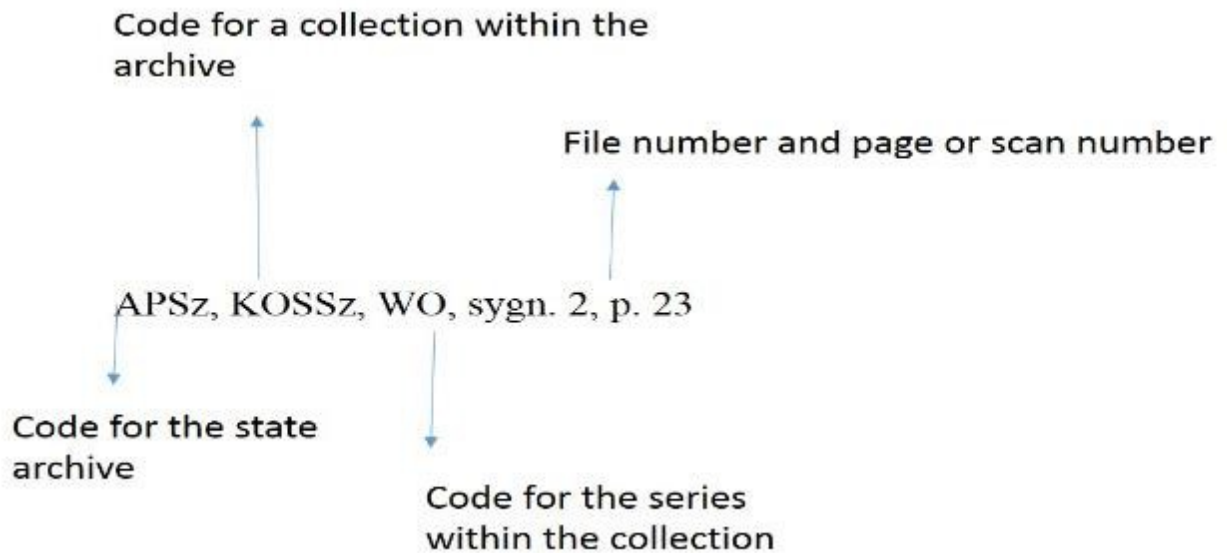 Code for a collection within the
archive
File number and page or scan number
APSz, KOSSz, WO, sygn. 2, p. 23
Code for the state
archive
Code for the series
within the collection